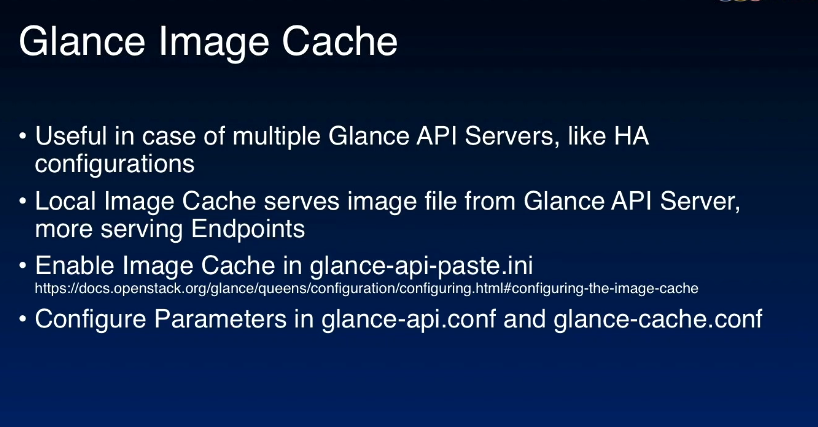 Glance Image Cache
• Useful in case of multiple Glance API Servers, like HA
configurations
• Local Image Cache serves image file from Glance API Server,
more serving Endpoints
• Enable Image Cache in glance-api-paste.ini
https://docs.openstack.org/glance/queens/configuration/configuring.html#configuring-the-image-cache
• Configure Parameters in glance-api.conf and glance-cache.conf